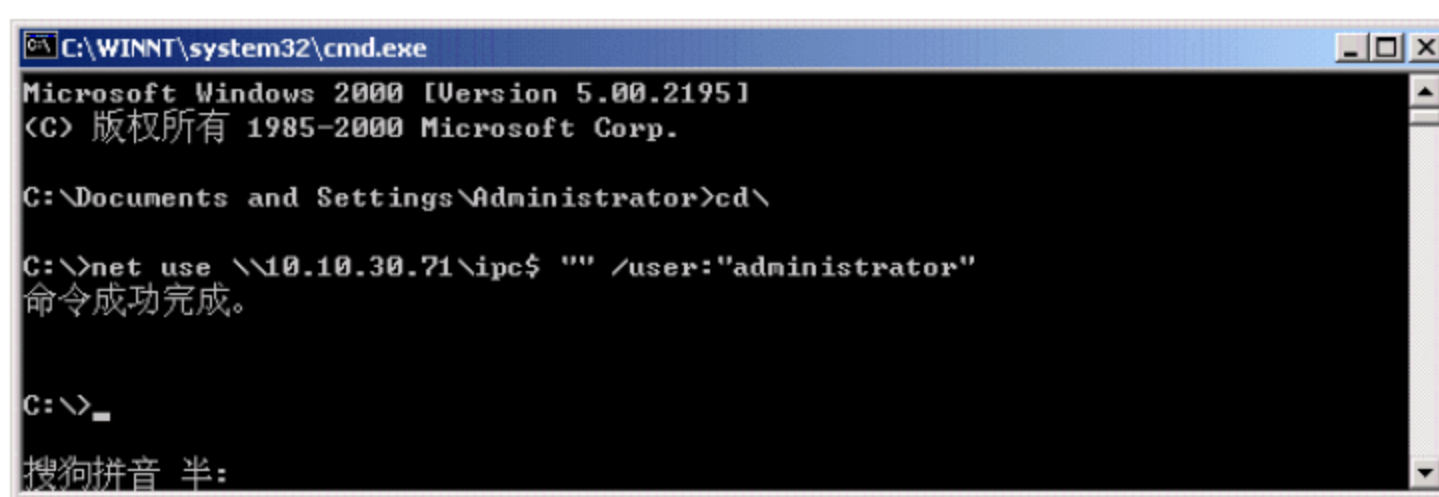 C:\WINNT\system32\cmd.exe
Microsoft Windows 2000 [Version 5.00.2195]
(C) 版权所有 1985-2000 Microsoft Corp.
C:\Documents and Settings\Administrator>cd\
C:\>net use \\10.10.30.71\ipc$ "" /user:"administrator"
命令成功完成。
C:\>_
搜狗拼音 半: